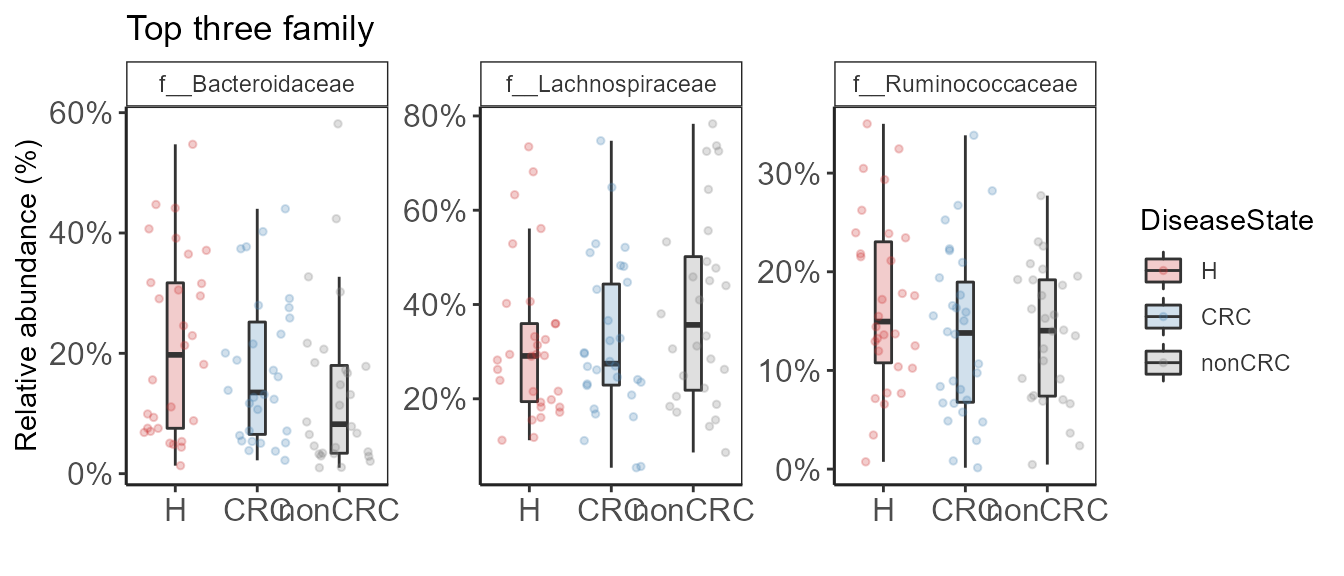 Top three family
f__Bacteroidaceae
f__Lachnospiraceae
f__Ruminococcaceae
Relative abundance (%)
60%
40%
20%
0%
80%
60%
40%
20%
30%
20%
10%
0%
H
CRC
nonCRC
H
CRC
nonCRC
H
CRC
nonCRC
DiseaseState
H
CRC
nonCRC